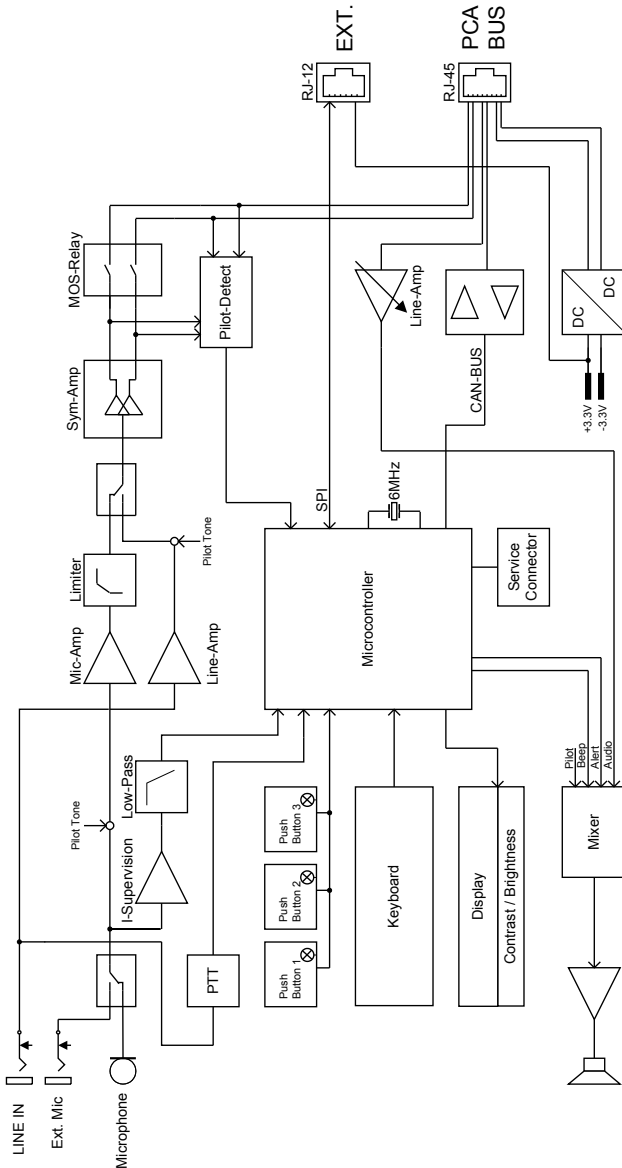 LINE IN
Ext. Mic
Microphone
Pilot Tone
Mic-Amp
Limiter
Line-Amp
Pilot Tone
Sym-Amp
MOS-Relay
Pilot-Detect
I-Supervision
Low-Pass
PTT
Push
Button 1
Push
Button 2
Push
Button 3
Keyboard
Display
Contrast / Brightness
Microcontroller
SPI
6MHz
Service
Connector
CAN-BUS
Line-Amp
RJ-12
EXT.
RJ-45
PCA
BUS
DC
DC
+3.3V
-3.3V
Pilot
Beep
Alert
Audio
Mixer